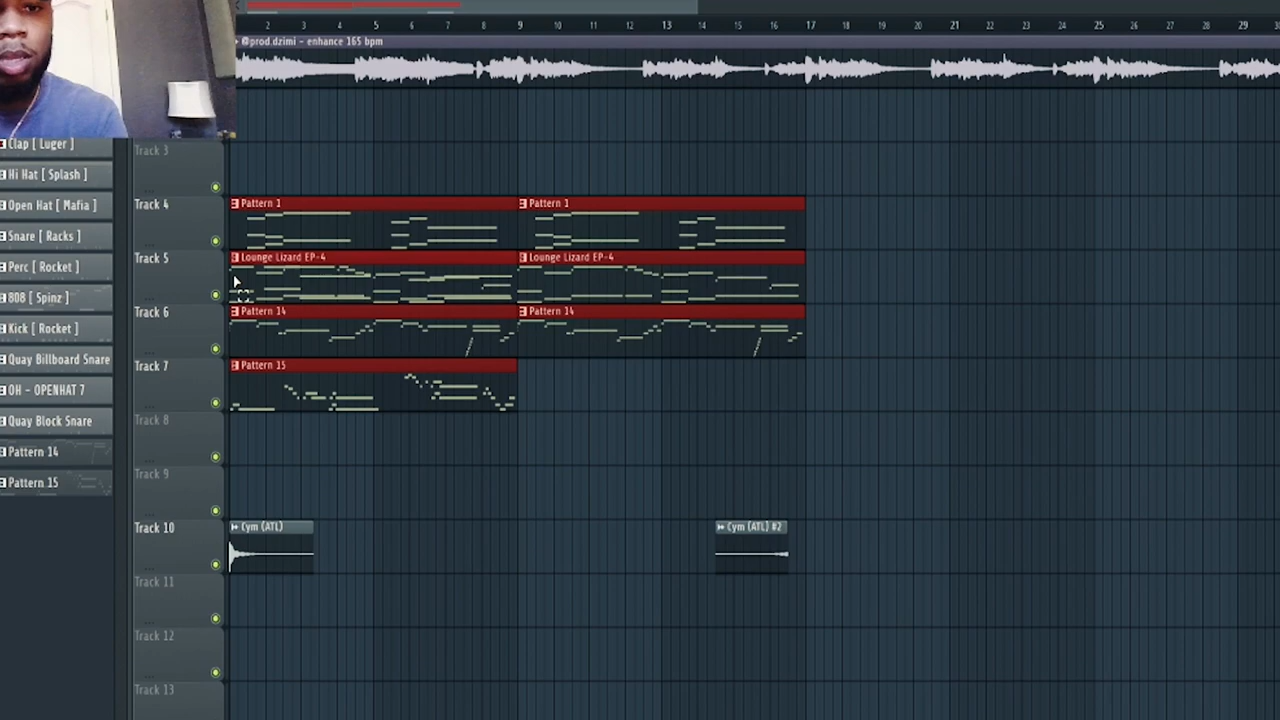 2 3 4 5 6 7 8 9 10 11 12 13 14 15 16 17 18 19 20 21 22 23 24 25 26 27 28 29
@prod.dzimi - enhance 165 bpm
Clap [ Luger ]
Hi Hat [ Splash ]
Open Hat [ Mafia ]
Snare [ Racks ]
Perc [ Rocket ]
808 [ Spinz ]
Kick [ Rocket ]
Quay Billboard Snare
OH - OPENHAT 7
Quay Block Snare
Pattern 14
Pattern 15
Track 3
Track 4
Pattern 1
Pattern 1
Track 5
Lounge Lizard EP-4
Lounge Lizard EP-4
Track 6
Pattern 14
Pattern 14
Track 7
Pattern 15
Track 8
Track 9
Track 10
Cym (ATL)
Cym (ATL) #2
Track 11
Track 12
Track 13